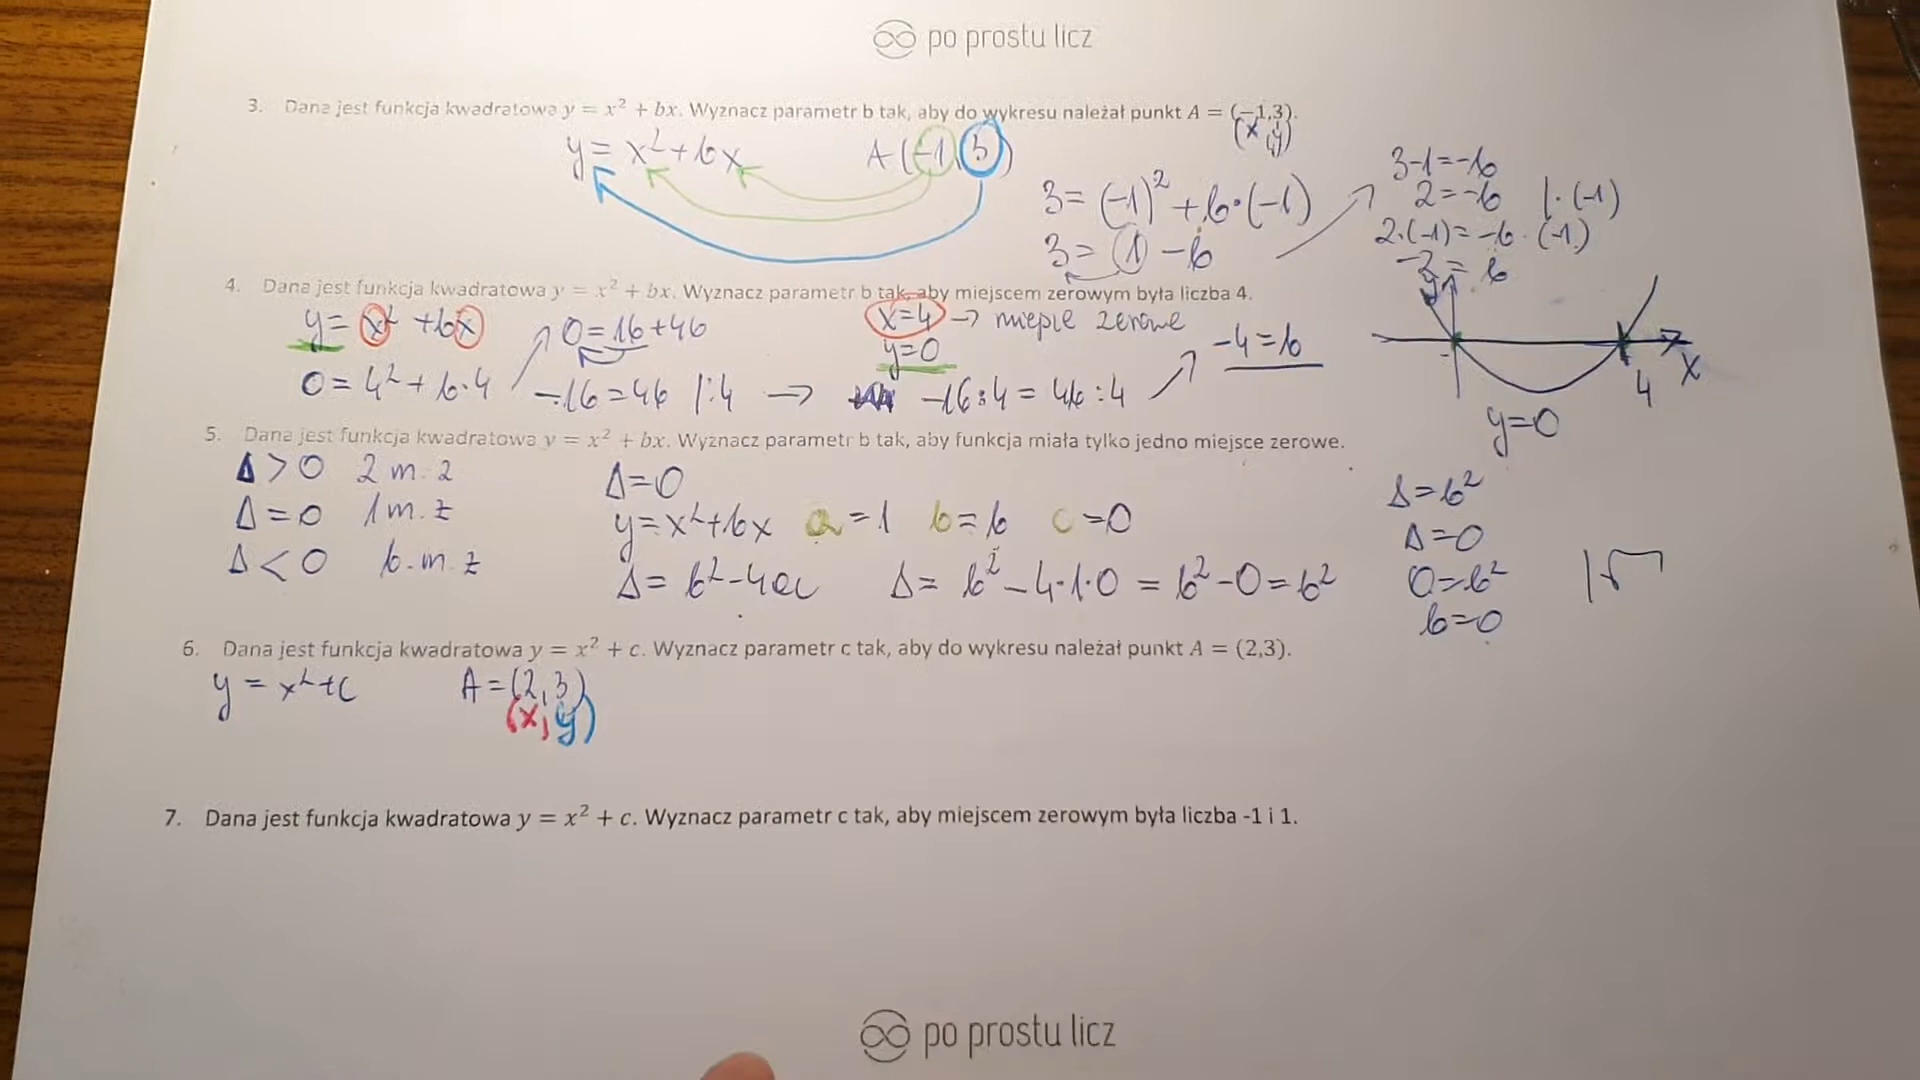 po prostu licz
3. Dana jest funkcja kwadratowa y = x² + bx. Wyznacz parametr b tak, aby do wykresu należał punkt A = (−1,3).
(x, y)
y = x² + bx A(-1, 3)
3 = (-1)² + b·(-1)
3 = 1 - b
3-1=-b
2=-b |·(-1)
2·(-1)=-b·(-1)
-2=b
4. Dana jest funkcja kwadratowa y = x² + bx. Wyznacz parametr b tak, aby miejscem zerowym była liczba 4.
y = x² + bx 0=16+4b x=4 → miejsce zerowe
y=0 -4=b
0 = 4² + b·4 -16=4b |:4 → -16:4 = 4b:4
y
x
4
y=0
5. Dana jest funkcja kwadratowa y = x² + bx. Wyznacz parametr b tak, aby funkcja miała tylko jedno miejsce zerowe.
Δ>0 2 m. z
Δ=0 1 m. z
Δ<0 b. m. z
Δ=0
y=x²+bx a=1 b=b c=0
Δ= b²-4ac Δ= b²-4·1·0 = b²-0=b²
Δ=b²
Δ=0
0=b² |√
b=0
6. Dana jest funkcja kwadratowa y = x² + c. Wyznacz parametr c tak, aby do wykresu należał punkt A = (2,3).
y = x²+c A=(2,3)
(x,y)
7. Dana jest funkcja kwadratowa y = x² + c. Wyznacz parametr c tak, aby miejscem zerowym była liczba -1 i 1.
po prostu licz